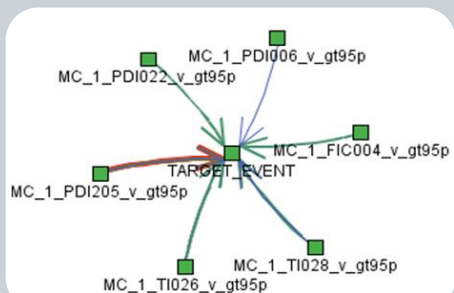 MC_1_PDI006_v_gt95p
MC_1_PDI022_v_gt95p
MC_1_FIC004_v_gt95p
TARGET_EVENT
MC_1_PDI205_v_gt95p
MC_1_TI028_v_gt95p
MC_1_TI026_v_gt95p